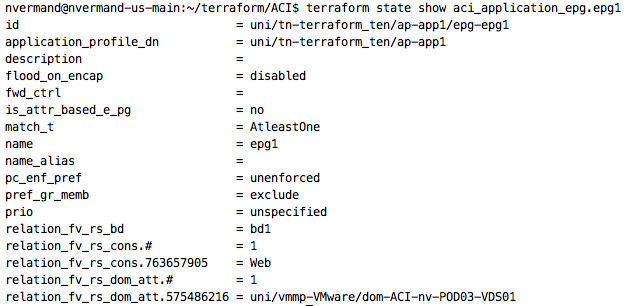 nvermand@nvermand-us-main:~/terraform/ACI$ terraform state show aci_application_epg.epg1
id = uni/tn-terraform_ten/ap-app1/epg-epg1
application_profile_dn = uni/tn-terraform_ten/ap-app1
description =
flood_on_encap = disabled
fwd_ctrl =
is_attr_based_e_pg = no
match_t = AtleastOne
name = epg1
name_alias =
pc_enf_pref = unenforced
pref_gr_memb = exclude
prio = unspecified
relation_fv_rs_bd = bd1
relation_fv_rs_cons.# = 1
relation_fv_rs_cons.763657905 = Web
relation_fv_rs_dom_att.# = 1
relation_fv_rs_dom_att.575486216 = uni/vmmp-VMware/dom-ACI-nv-POD03-VDS01